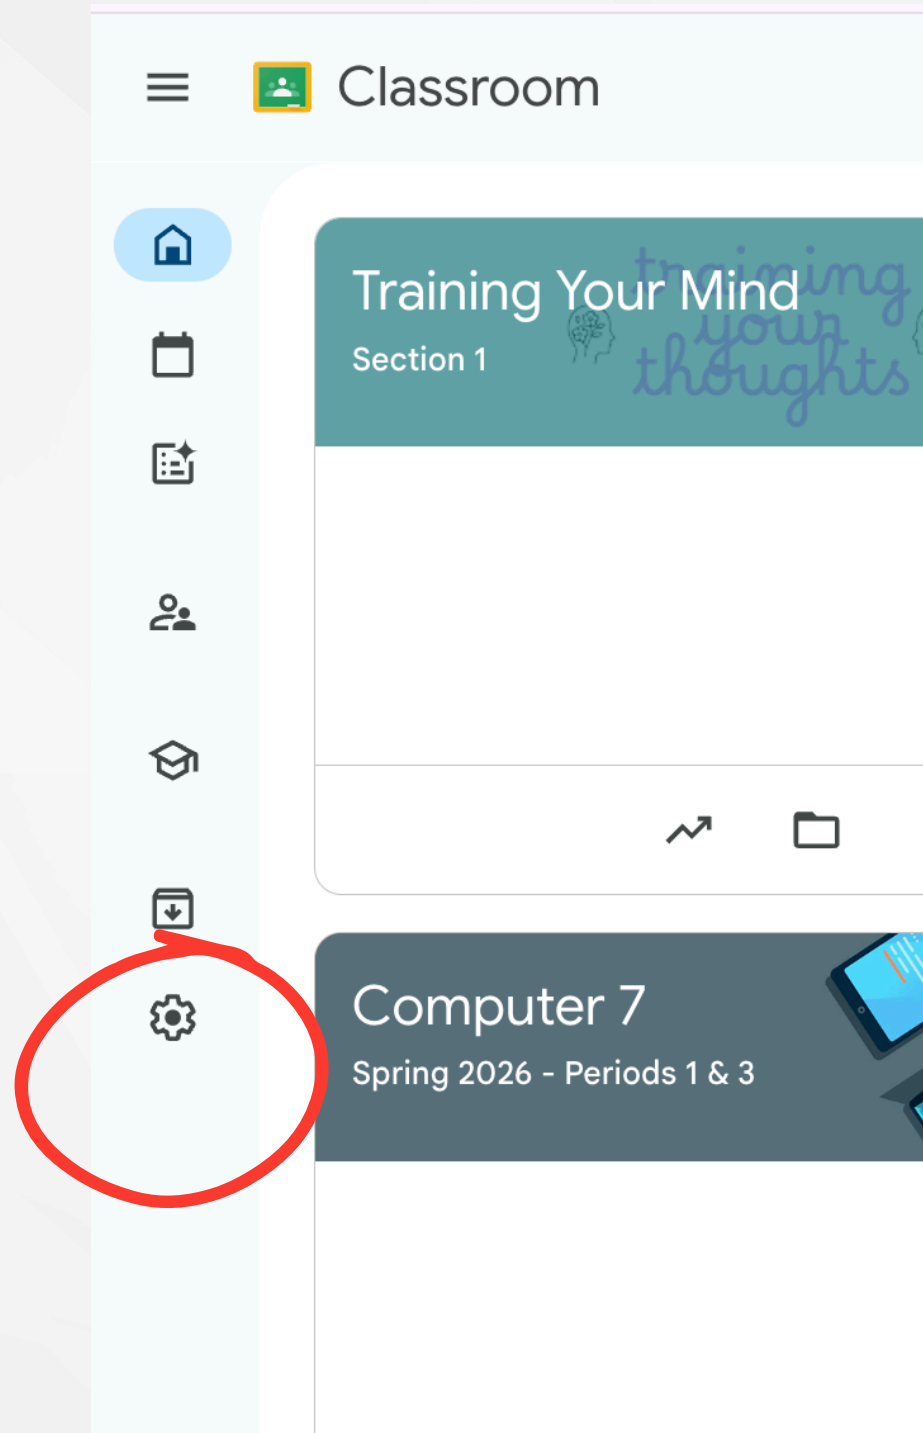 Classroom
Training Your Mind
Section 1
training
your
thoughts
Computer 7
Spring 2026 - Periods 1 & 3